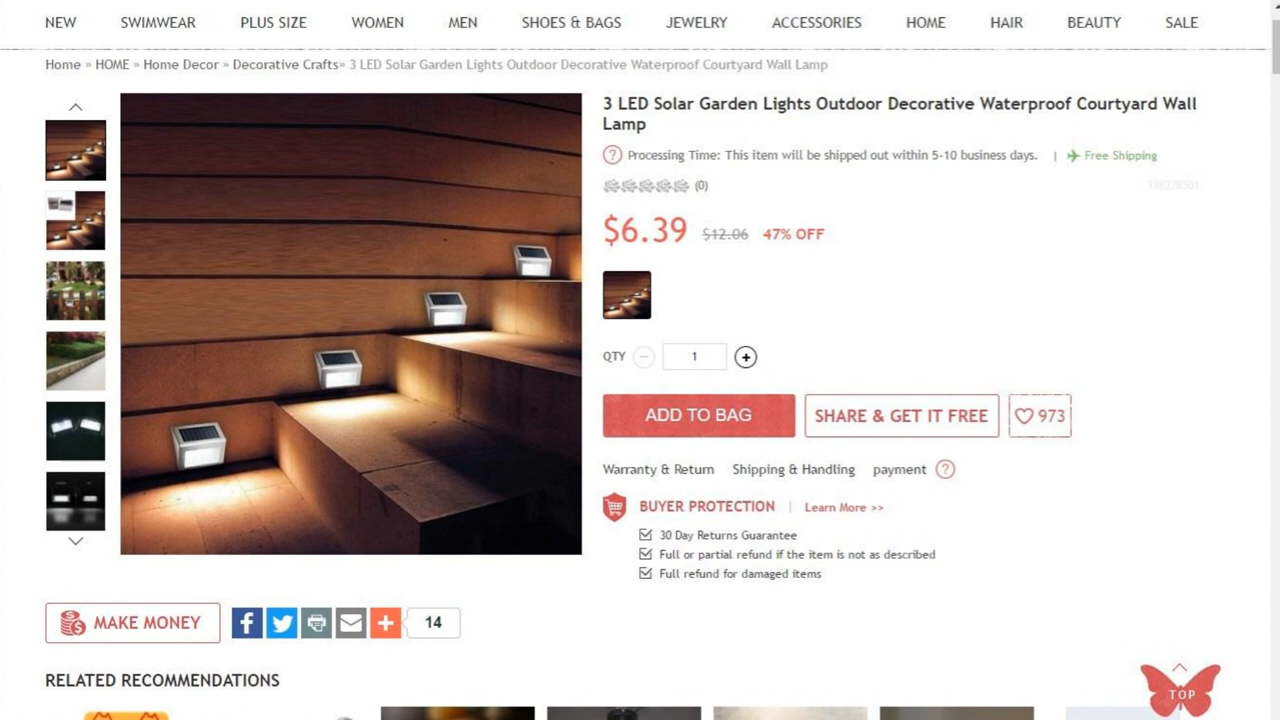 NEW SWIMWEAR PLUS SIZE WOMEN MEN SHOES & BAGS JEWELRY ACCESSORIES HOME HAIR BEAUTY SALE
Home » HOME » Home Decor » Decorative Crafts» 3 LED Solar Garden Lights Outdoor Decorative Waterproof Courtyard Wall Lamp
3 LED Solar Garden Lights Outdoor Decorative Waterproof Courtyard Wall
Lamp
? Processing Time: This item will be shipped out within 5-10 business days. | Free Shipping
(0)
$6.39 $12.06 47% OFF
QTY − 1 +
ADD TO BAG SHARE & GET IT FREE 973
Warranty & Return Shipping & Handling payment ?
BUYER PROTECTION | Learn More >>
30 Day Returns Guarantee
Full or partial refund if the item is not as described
Full refund for damaged items
MAKE MONEY 14
RELATED RECOMMENDATIONS
TOP